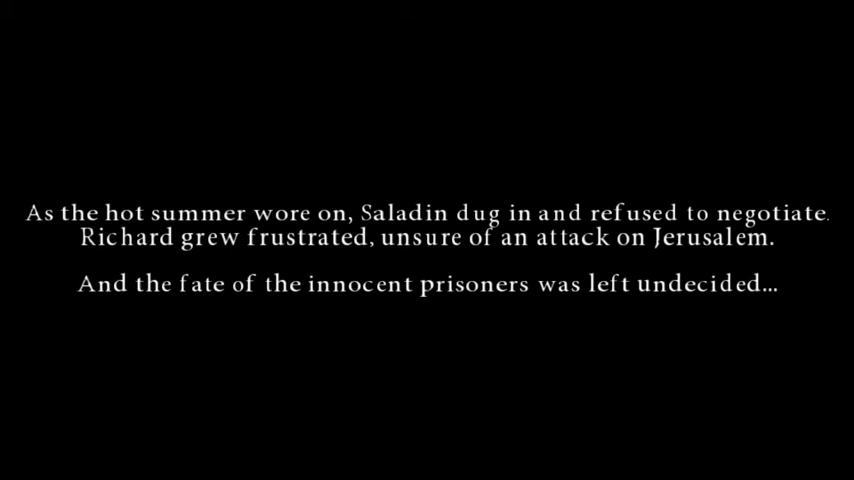 As the hot summer wore on, Saladin dug in and refused to negotiate.
Richard grew frustrated, unsure of an attack on Jerusalem.
And the fate of the innocent prisoners was left undecided...